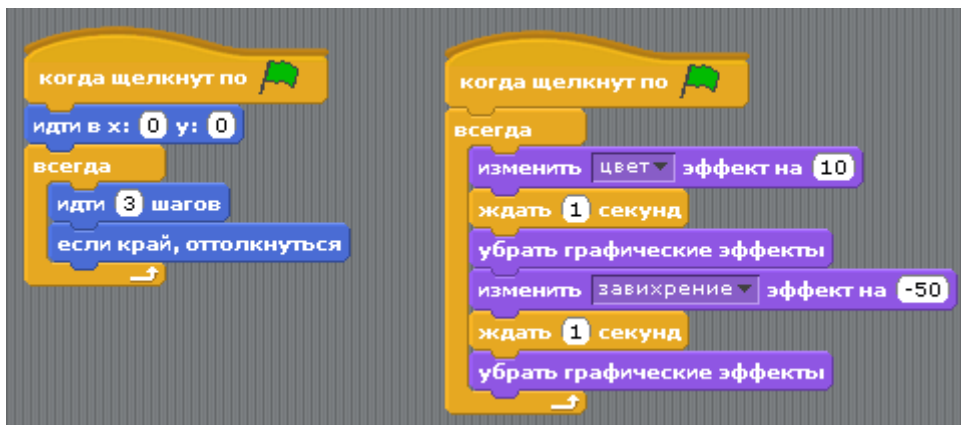 когда щелкнут по
идти в x: 0 y: 0
всегда
идти 3 шагов
если край, оттолкнуться
когда щелкнут по
всегда
изменить цвет эффект на 10
ждать 1 секунд
убрать графические эффекты
изменить завихрение эффект на -50
ждать 1 секунд
убрать графические эффекты